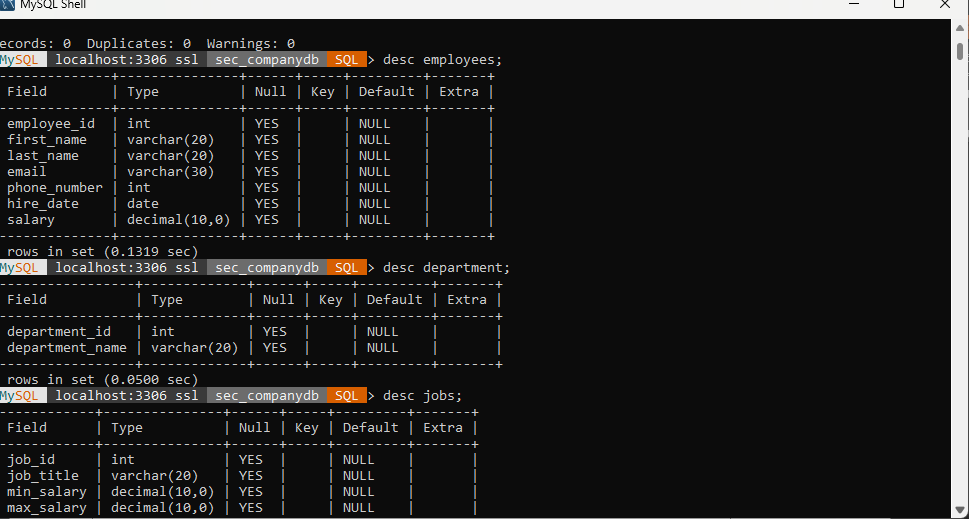 MySQL Shell
ecords: 0  Duplicates: 0  Warnings: 0
MySQL  localhost:3306 ssl  sec_companydb  SQL > desc employees;
--------------+---------------+------+-----+---------+-------+
 Field        | Type          | Null | Key | Default | Extra |
--------------+---------------+------+-----+---------+-------+
 employee_id  | int           | YES  |     | NULL    |       |
 first_name   | varchar(20)   | YES  |     | NULL    |       |
 last_name    | varchar(20)   | YES  |     | NULL    |       |
 email        | varchar(30)   | YES  |     | NULL    |       |
 phone_number | int           | YES  |     | NULL    |       |
 hire_date    | date          | YES  |     | NULL    |       |
 salary       | decimal(10,0) | YES  |     | NULL    |       |
--------------+---------------+------+-----+---------+-------+
 rows in set (0.1319 sec)
MySQL  localhost:3306 ssl  sec_companydb  SQL > desc department;
-----------------+-------------+------+-----+---------+-------+
 Field           | Type        | Null | Key | Default | Extra |
-----------------+-------------+------+-----+---------+-------+
 department_id   | int         | YES  |     | NULL    |       |
 department_name | varchar(20) | YES  |     | NULL    |       |
-----------------+-------------+------+-----+---------+-------+
 rows in set (0.0500 sec)
MySQL  localhost:3306 ssl  sec_companydb  SQL > desc jobs;
------------+---------------+------+-----+---------+-------+
 Field      | Type          | Null | Key | Default | Extra |
------------+---------------+------+-----+---------+-------+
 job_id     | int           | YES  |     | NULL    |       |
 job_title  | varchar(20)   | YES  |     | NULL    |       |
 min_salary | decimal(10,0) | YES  |     | NULL    |       |
 max_salary | decimal(10,0) | YES  |     | NULL    |       |